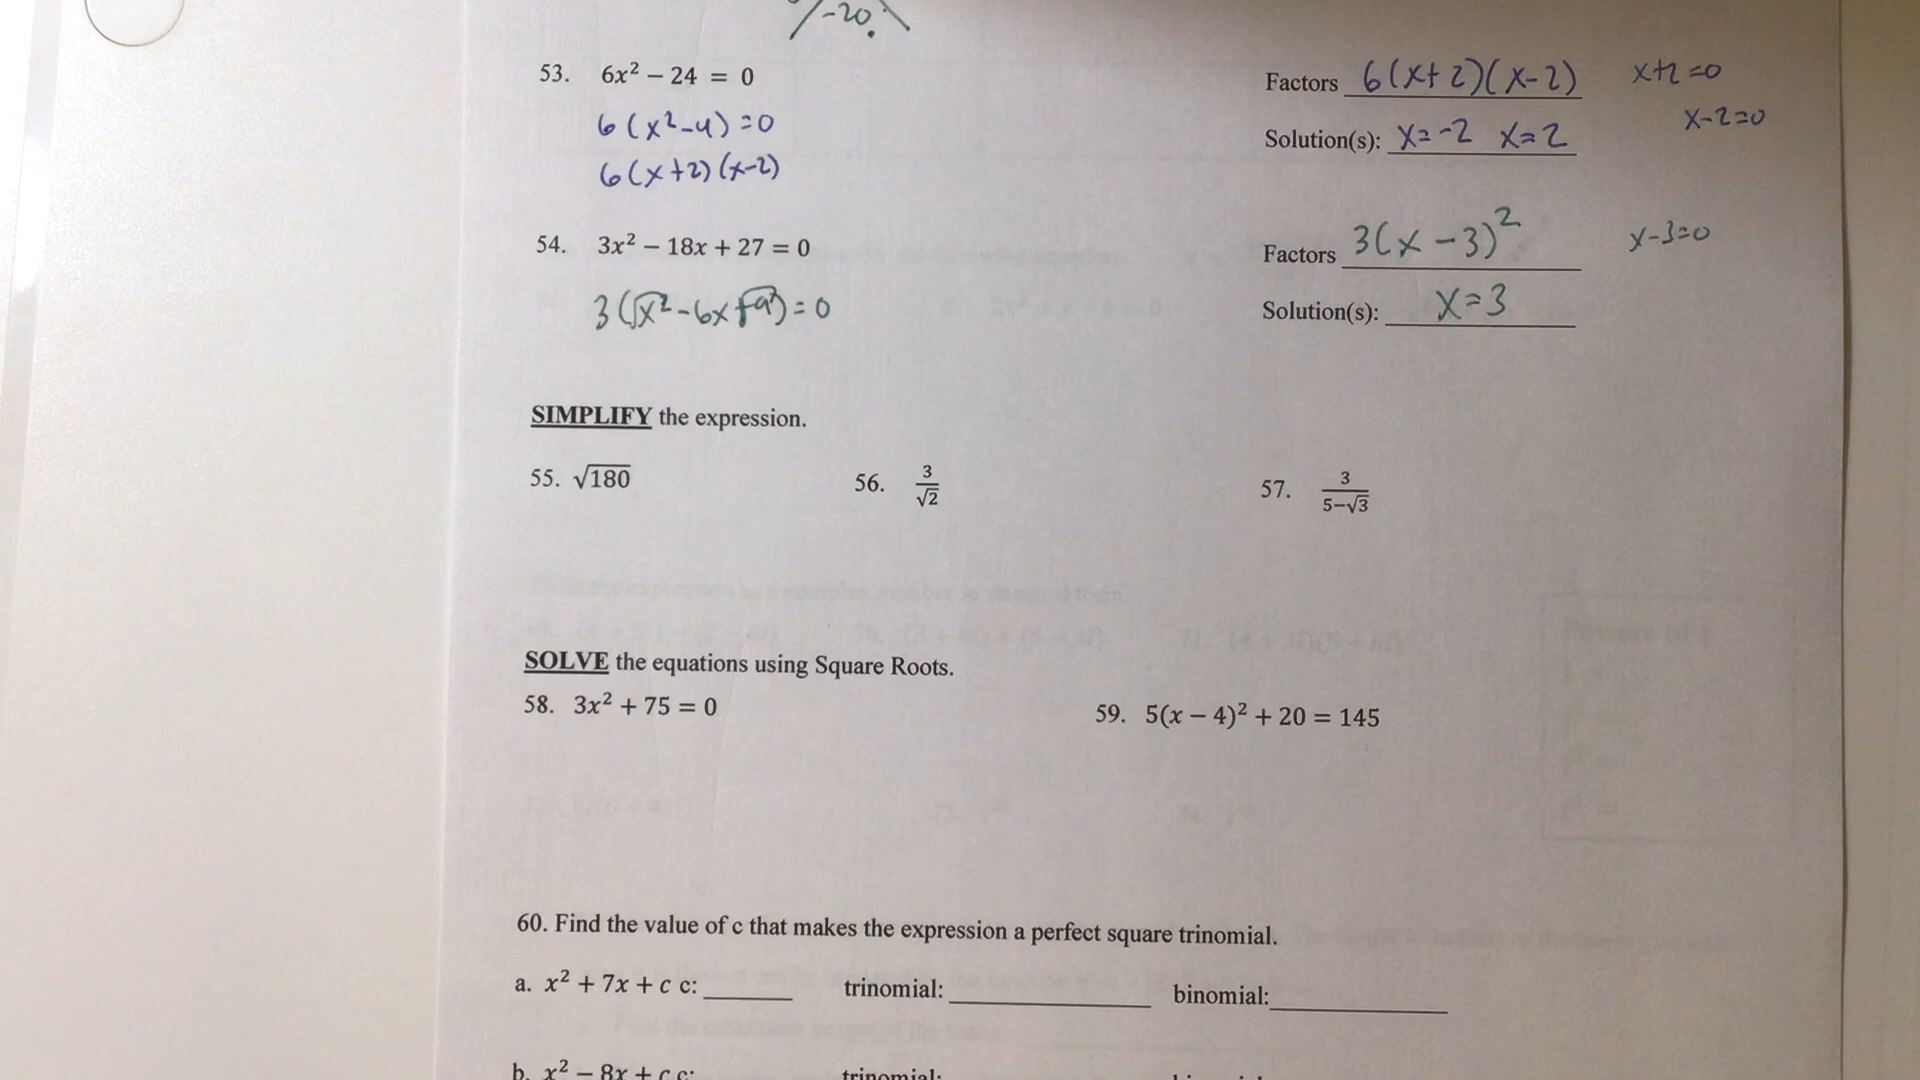 -20
53. 6x² – 24 = 0
6(x²-4)=0
6(x+2)(x-2)
Factors 6(x+2)(x-2)
x+2=0
x-2=0
Solution(s): x=-2 x=2
54. 3x² – 18x + 27 = 0
3(x²-6x+9)=0
Factors 3(x-3)²
x-3=0
Solution(s): x=3
SIMPLIFY the expression.
55. √180
56. 3/√2
57. 3/(5–√3)
SOLVE the equations using Square Roots.
58. 3x² + 75 = 0
59. 5(x – 4)² + 20 = 145
60. Find the value of c that makes the expression a perfect square trinomial.
a. x² + 7x + c c: ______ trinomial: ______ binomial: ______
b. x² – 8x + c c: trinomial: